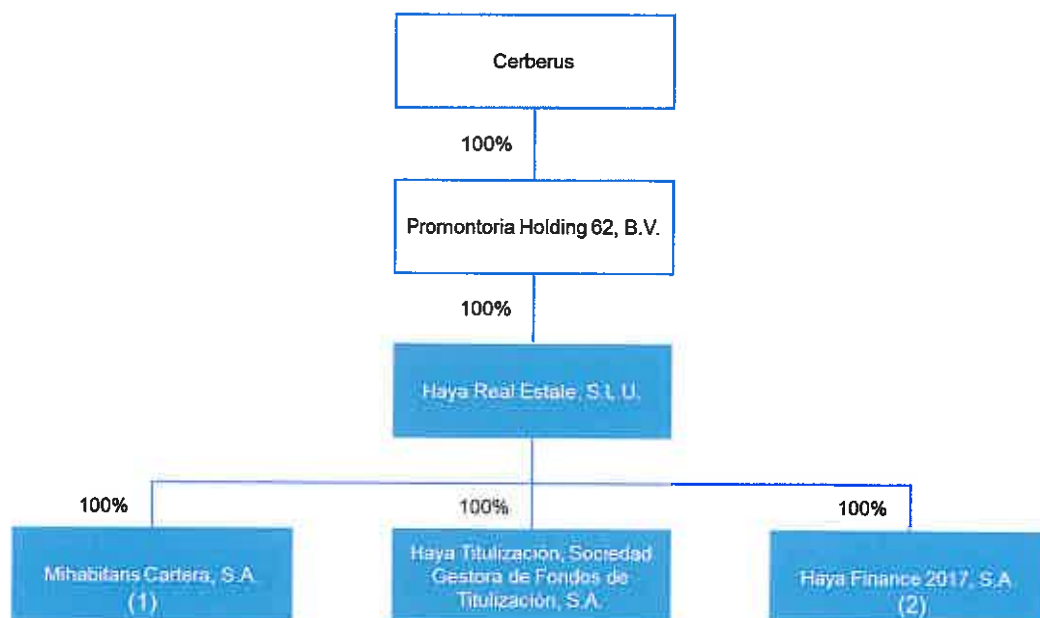 Cerberus
100%
Promontoria Holding 62, B.V.
100%
Haya Real Estate, S.L.U.
100%
100%
100%
Mihabitans Cartera, S.A.
(1)
Haya Titulización, Sociedad
Gestora de Fondos de
Titulización, S.A.
Haya Finance 2017, S.A.
(2)